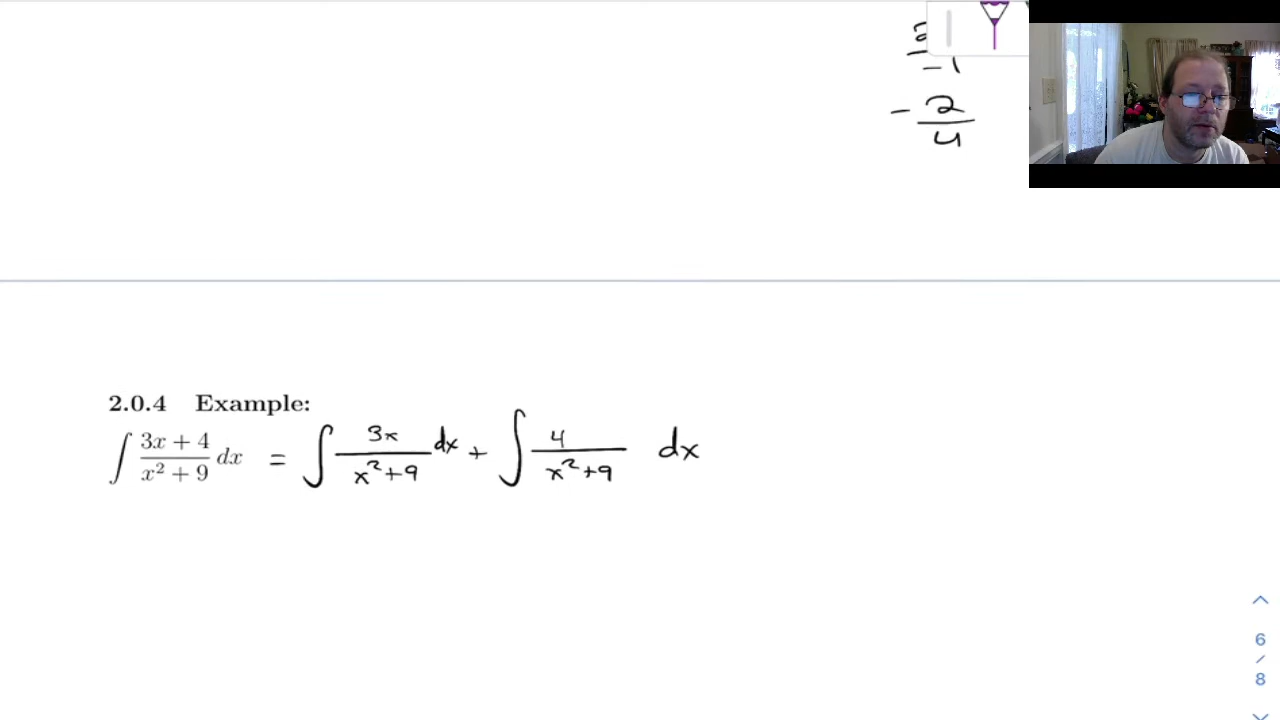 -1
- 2/4
2.0.4 Example:
∫ (3x + 4)/(x² + 9) dx = ∫ 3x/(x²+9) dx + ∫ 4/(x²+9) dx
6
/
8